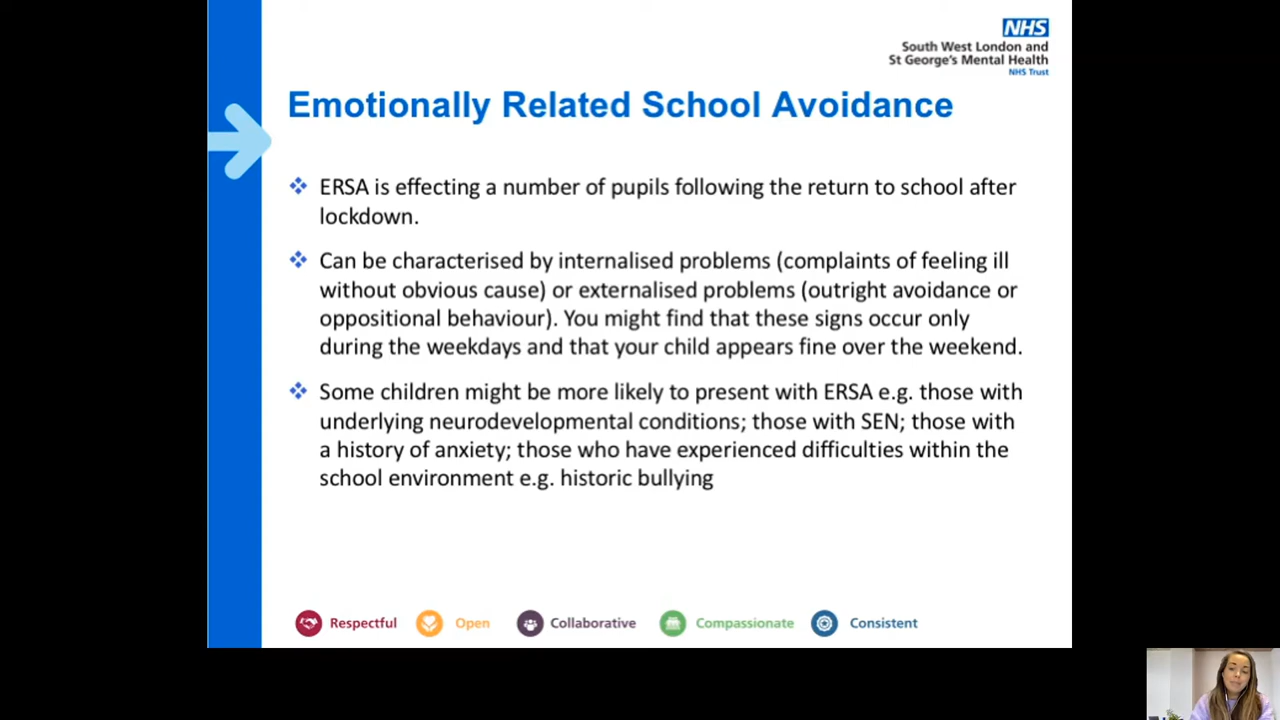 NHS
South West London and
St George's Mental Health
NHS Trust
Emotionally Related School Avoidance
ERSA is effecting a number of pupils following the return to school after
lockdown.
Can be characterised by internalised problems (complaints of feeling ill
without obvious cause) or externalised problems (outright avoidance or
oppositional behaviour). You might find that these signs occur only
during the weekdays and that your child appears fine over the weekend.
Some children might be more likely to present with ERSA e.g. those with
underlying neurodevelopmental conditions; those with SEN; those with
a history of anxiety; those who have experienced difficulties within the
school environment e.g. historic bullying
Respectful Open Collaborative Compassionate Consistent